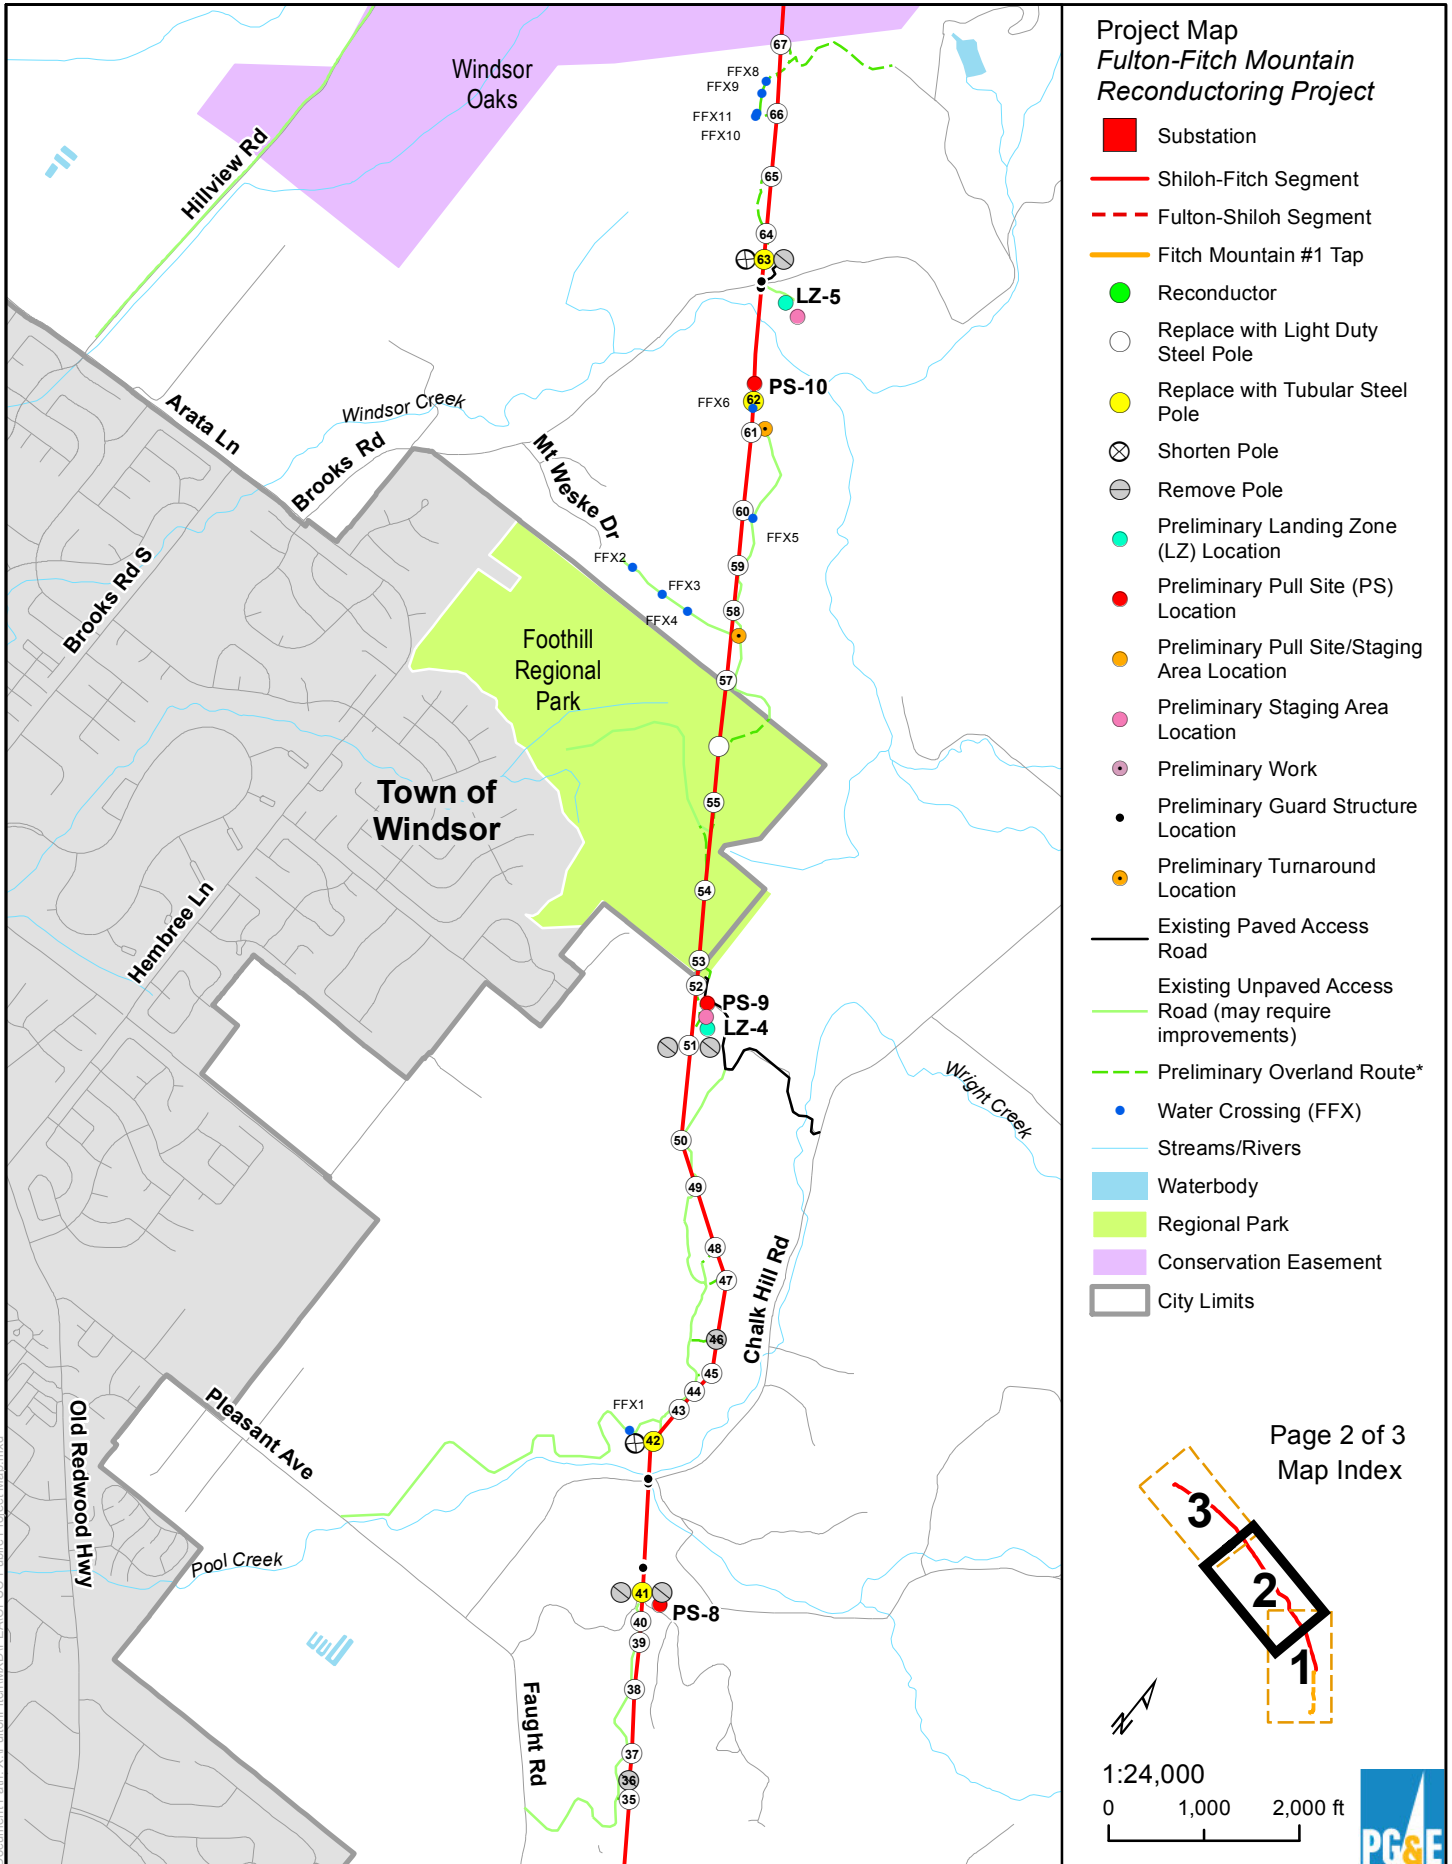 Project Map
Fulton-Fitch Mountain
Reconductoring Project
Substation
Shiloh-Fitch Segment
Fulton-Shiloh Segment
Fitch Mountain #1 Tap
Reconductor
Replace with Light Duty
Steel Pole
Replace with Tubular Steel
Pole
Shorten Pole
Remove Pole
Preliminary Landing Zone
(LZ) Location
Preliminary Pull Site (PS)
Location
Preliminary Pull Site/Staging
Area Location
Preliminary Staging Area
Location
Preliminary Work
Preliminary Guard Structure
Location
Preliminary Turnaround
Location
Existing Paved Access
Road
Existing Unpaved Access
Road (may require
improvements)
Preliminary Overland Route*
Water Crossing (FFX)
Streams/Rivers
Waterbody
Regional Park
Conservation Easement
City Limits
Page 2 of 3
Map Index
3
2
1
N
1:24,000
0 1,000 2,000 ft
PG&E
67
Windsor
Oaks
FFX8
FFX9
FFX11
66
FFX10
Hillview Rd
65
64
63
LZ-5
PS-10
62
FFX6
61
Arata Ln
Windsor Creek
Brooks Rd
Mt Weske Dr
60
FFX5
59
FFX2
FFX3
58
FFX4
Brooks Rd S
Foothill
Regional
Park
57
Town of
Windsor
55
54
Hembree Ln
53
52
PS-9
LZ-4
51
Wright Creek
50
49
48
47
Chalk Hill Rd
46
45
44
43
FFX1
42
Pleasant Ave
Old Redwood Hwy
Pool Creek
41
PS-8
40
39
38
Faught Rd
37
36
35